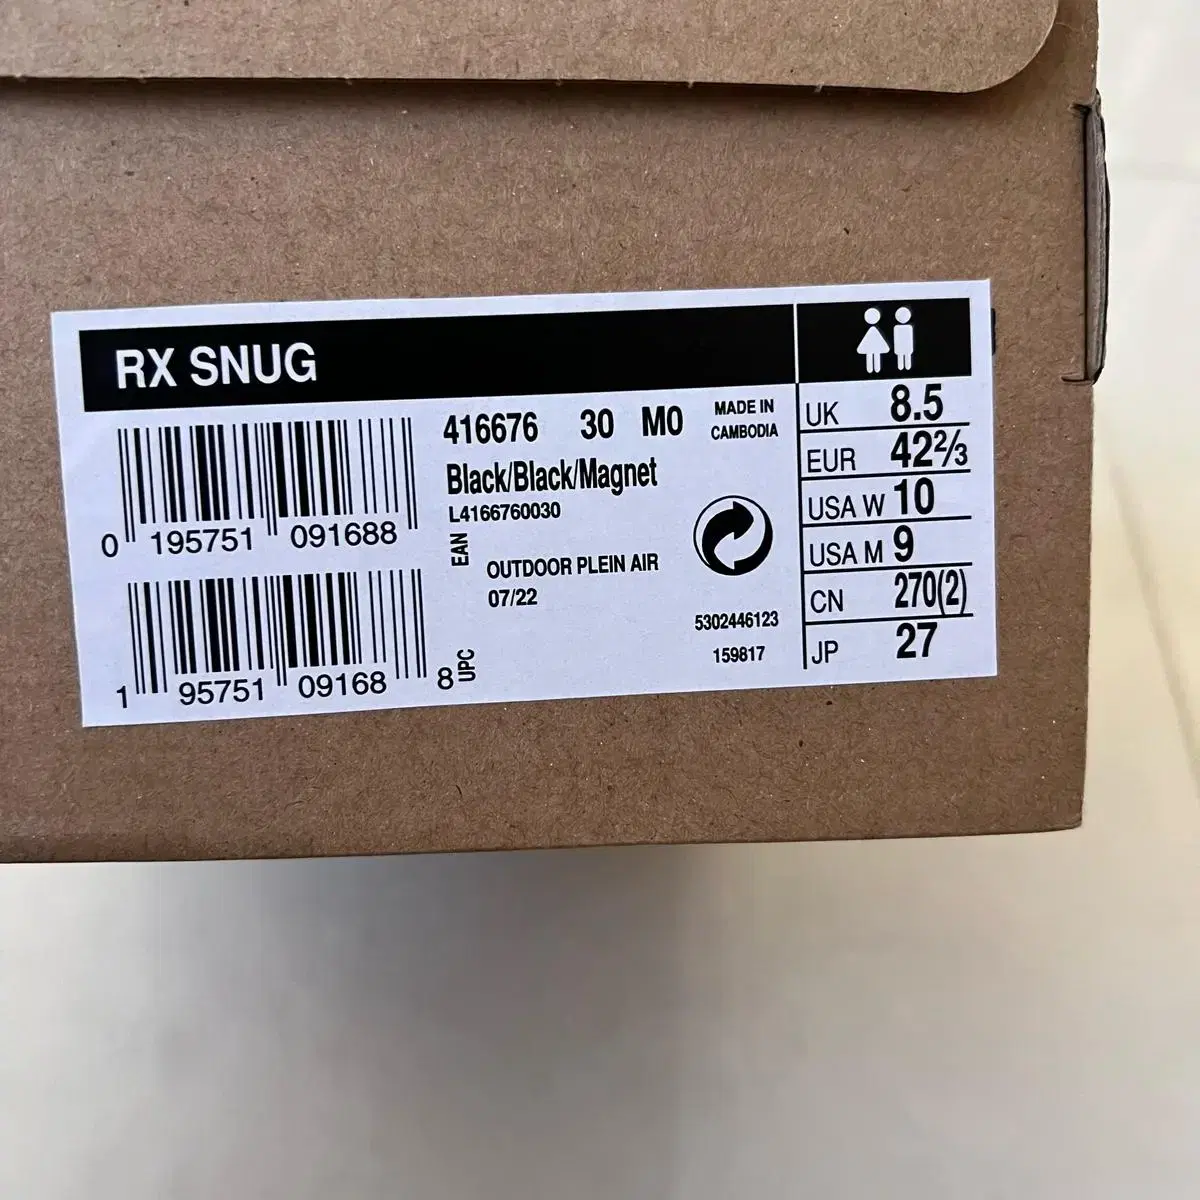 RX SNUG
0 195751 091688
EAN
1 95751 09168 8
UPC
416676 30 M0
Black/Black/Magnet
L4166760030
OUTDOOR PLEIN AIR
07/22
MADE IN
CAMBODIA
5302446123
159817
UK 8.5
EUR 42⅔
USA W 10
USA M 9
CN 270(2)
JP 27